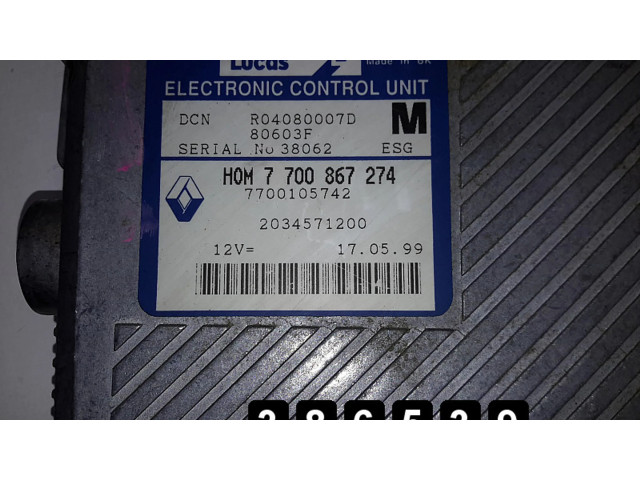 Lucas Made in UK
ELECTRONIC CONTROL UNIT
DCN R04080007D M
80603F
SERIAL No 38062 ESG
HOM 7 700 867 274
7700105742
2034571200
12V= 17.05.99